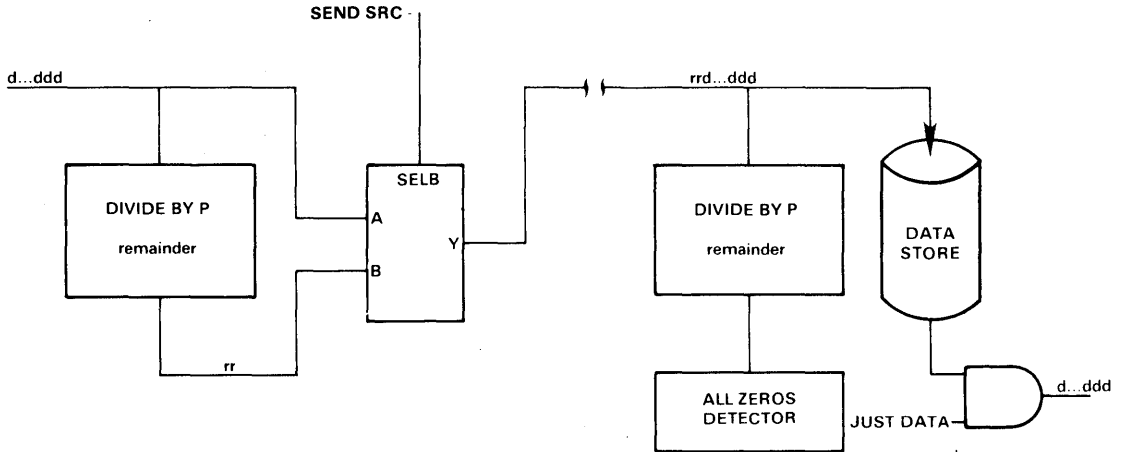 SEND SRC
d...ddd
rrd...ddd
SELB
DIVIDE BY P
remainder
A
Y
B
DIVIDE BY P
remainder
DATA
STORE
rr
ALL ZEROS
DETECTOR
d...ddd
JUST DATA